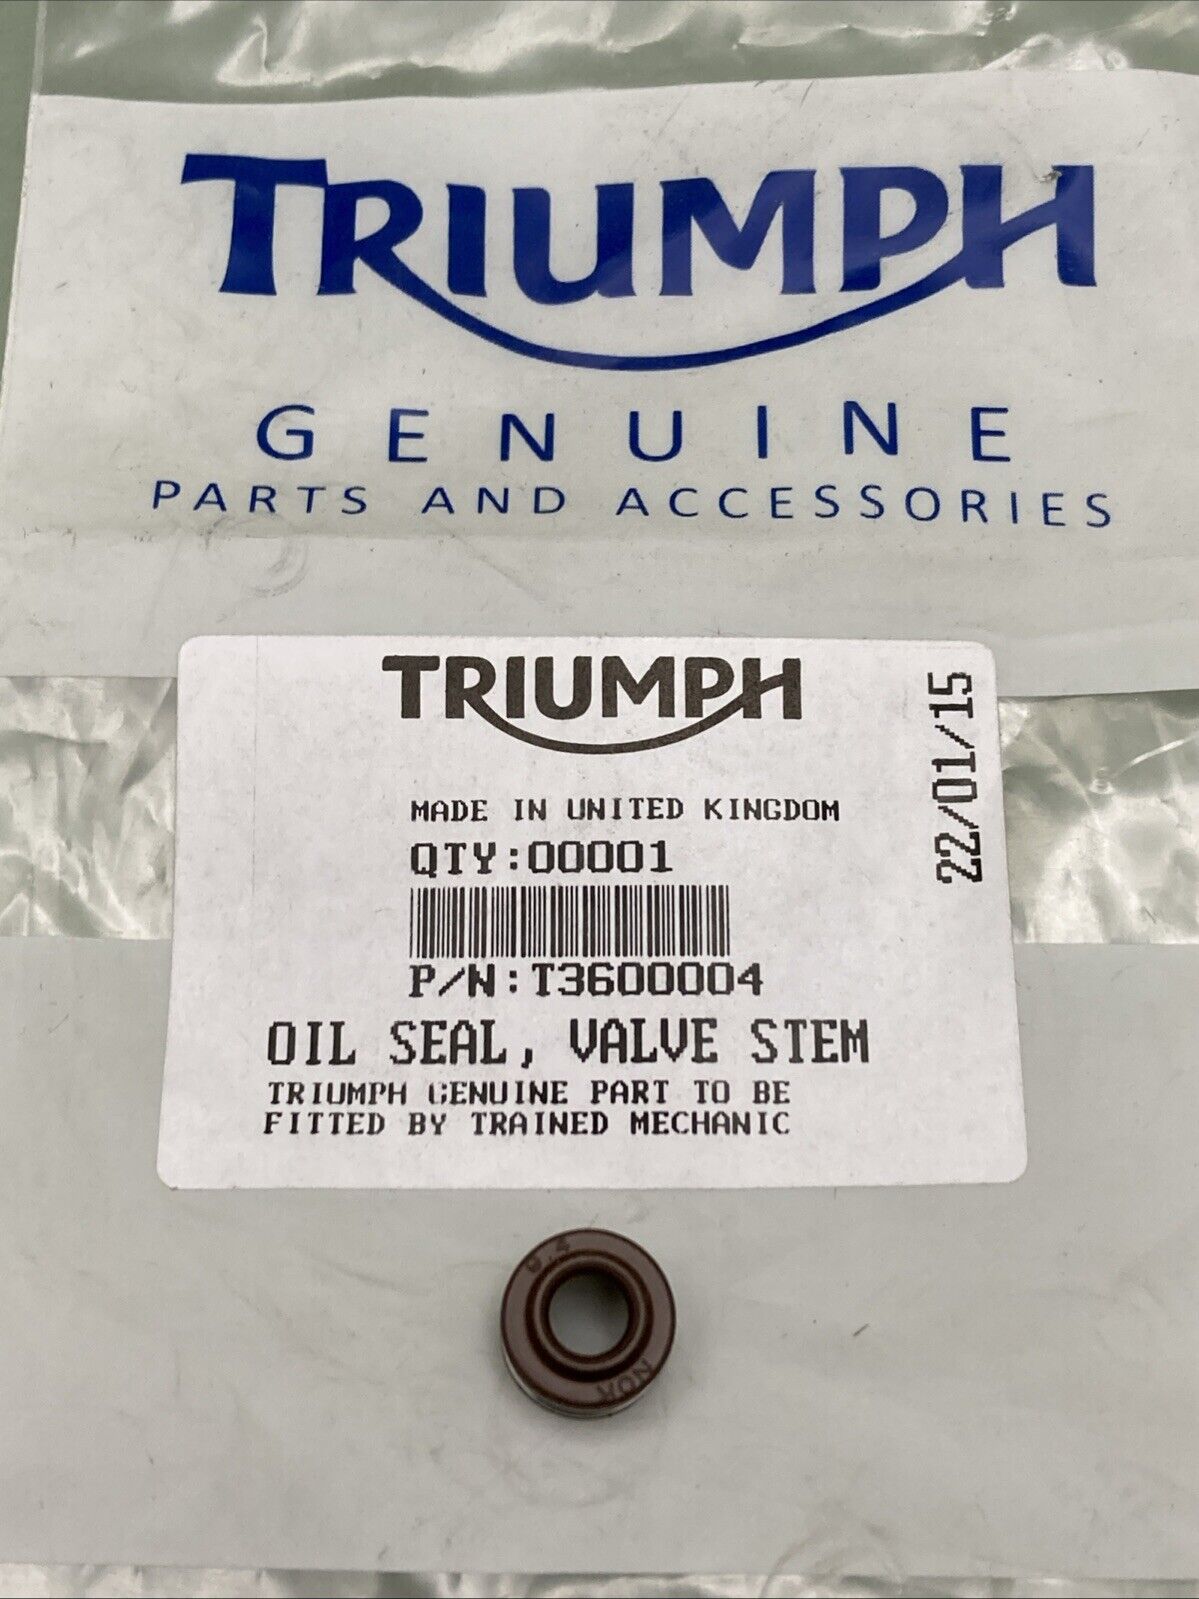 TRIUMPH
GENUINE
PARTS AND ACCESSORIES
TRIUMPH
22/01/15
MADE IN UNITED KINGDOM
QTY:00001
P/N:T3600004
OIL SEAL, VALVE STEM
TRIUMPH GENUINE PART TO BE
FITTED BY TRAINED MECHANIC
NOK